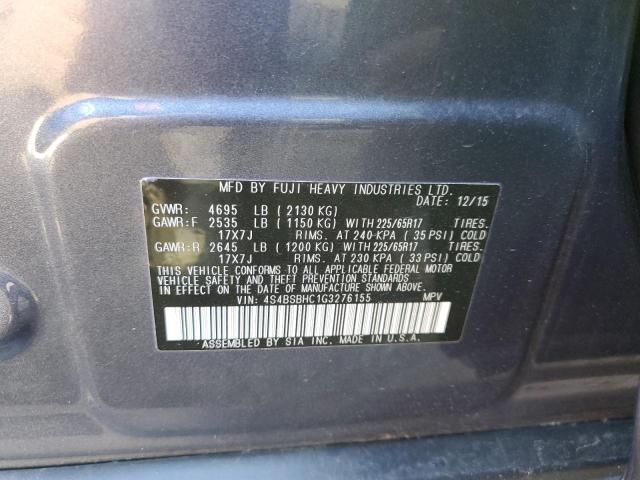 MFD BY FUJI HEAVY INDUSTRIES LTD.
DATE: 12/15
GVWR: 4695 LB ( 2130 KG)
GAWR:F 2535 LB ( 1150 KG) WITH 225/65R17 TIRES.
17X7J RIMS. AT 240 KPA ( 35 PSI) COLD
GAWR:R 2645 LB ( 1200 KG) WITH 225/65R17 TIRES.
17X7J RIMS. AT 230 KPA ( 33 PSI) COLD
THIS VEHICLE CONFORMS TO ALL APPLICABLE FEDERAL MOTOR
VEHICLE SAFETY AND THEFT PREVENTION STANDARDS IN EFFECT
ON THE DATE OF MANUFACTURE SHOWN ABOVE.
VIN: 4S4BSBHC1G3276155 MPV
ASSEMBLED BY SIA INC. MADE IN U.S.A.